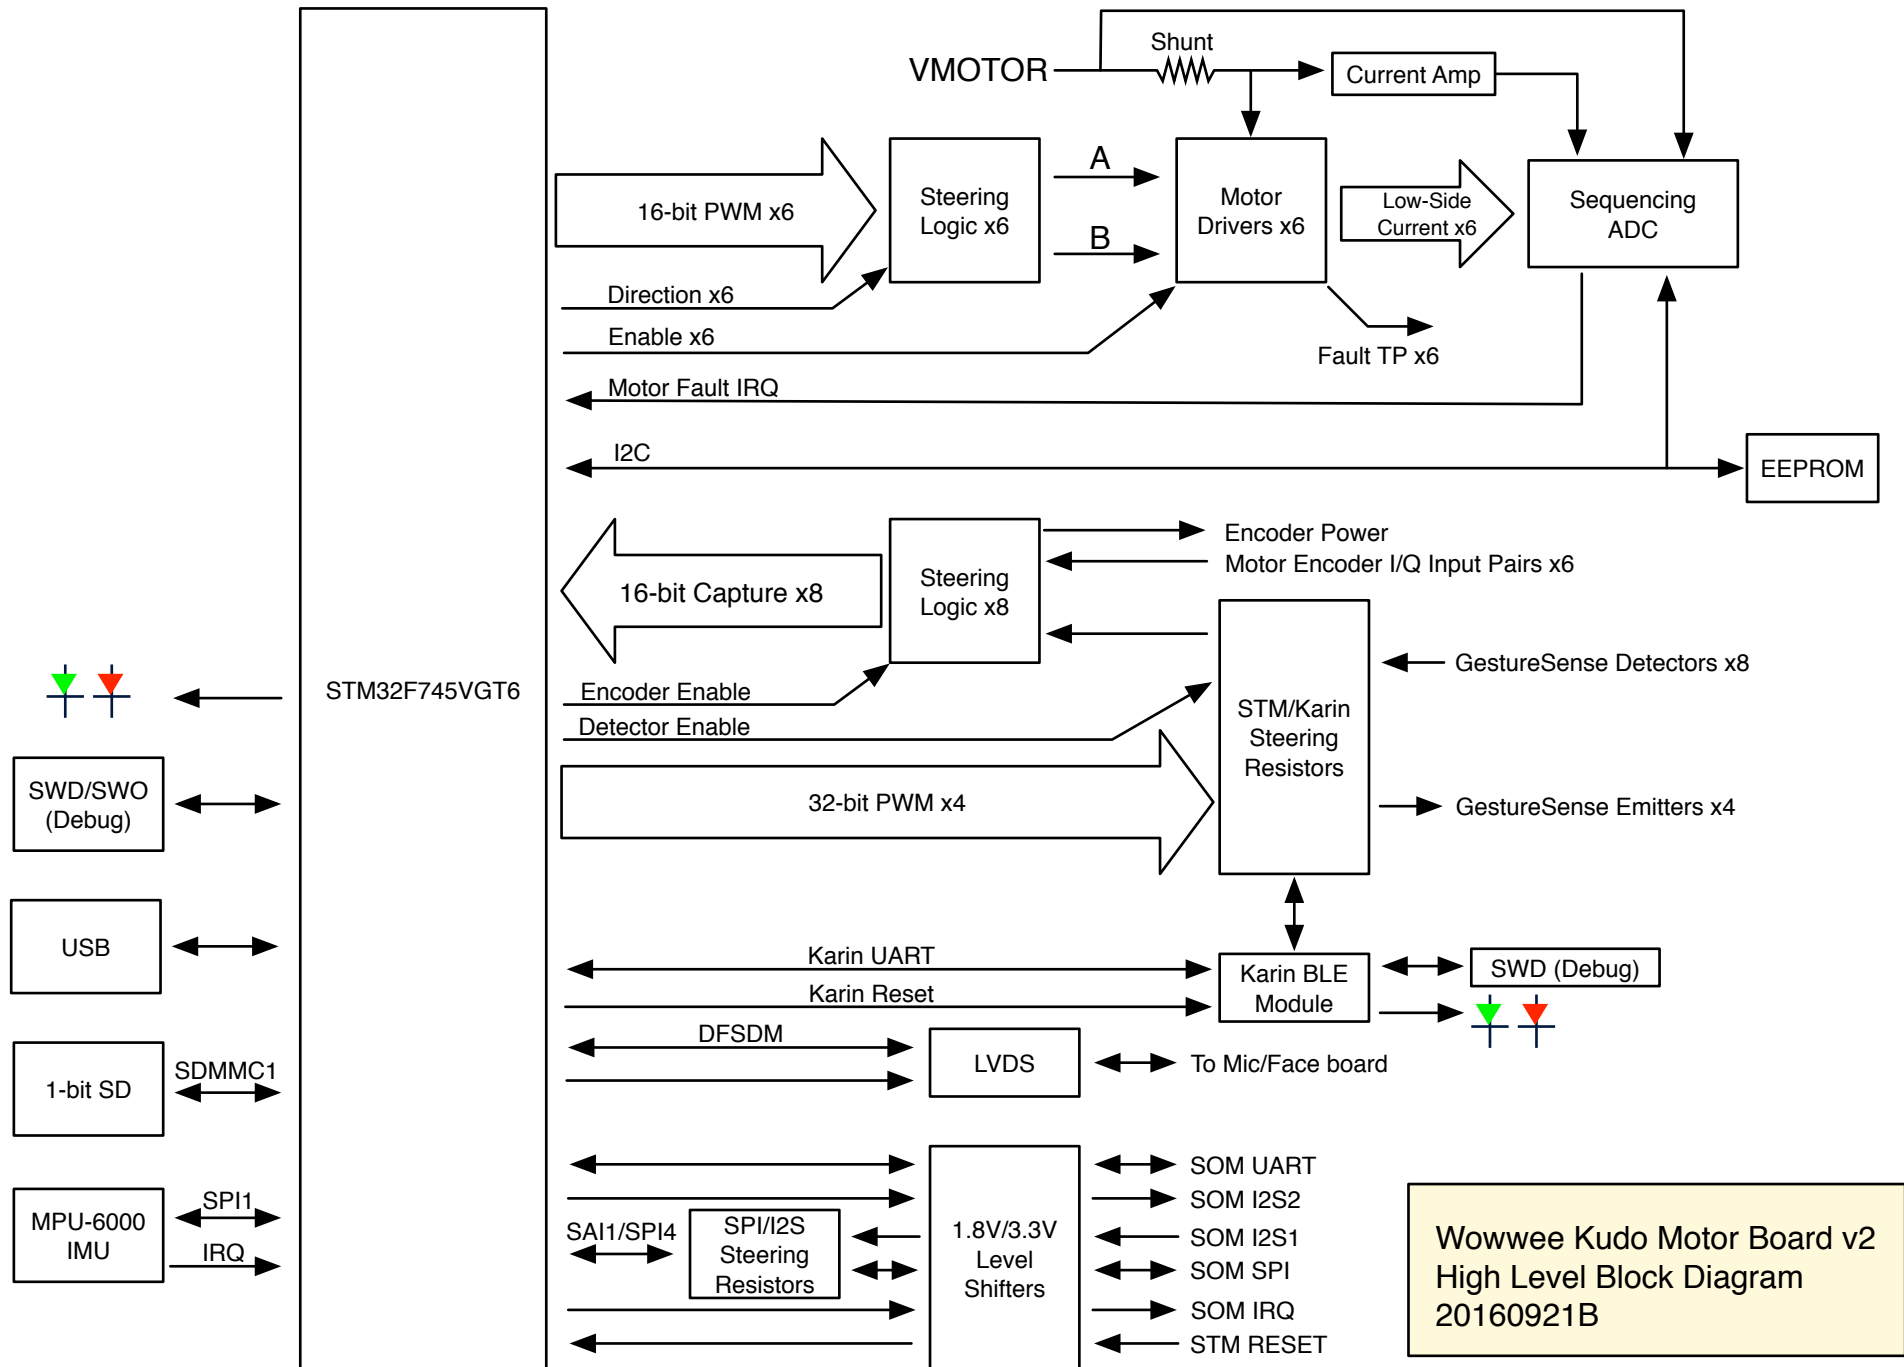 Shunt
VMOTOR
Current Amp
16-bit PWM x6
Steering
Logic x6
A
B
Motor
Drivers x6
Low-Side
Current x6
Sequencing
ADC
Direction x6
Enable x6
Fault TP x6
Motor Fault IRQ
I2C
EEPROM
16-bit Capture x8
Steering
Logic x8
Encoder Power
Motor Encoder I/Q Input Pairs x6
STM32F745VGT6
Encoder Enable
Detector Enable
STM/Karin
Steering
Resistors
GestureSense Detectors x8
SWD/SWO
(Debug)
32-bit PWM x4
GestureSense Emitters x4
USB
Karin UART
Karin Reset
Karin BLE
Module
SWD (Debug)
DFSDM
LVDS
To Mic/Face board
1-bit SD
SDMMC1
MPU-6000
IMU
SPI1
IRQ
SAI1/SPI4
SPI/I2S
Steering
Resistors
1.8V/3.3V
Level
Shifters
SOM UART
SOM I2S2
SOM I2S1
SOM SPI
SOM IRQ
STM RESET
Wowwee Kudo Motor Board v2
High Level Block Diagram
20160921B